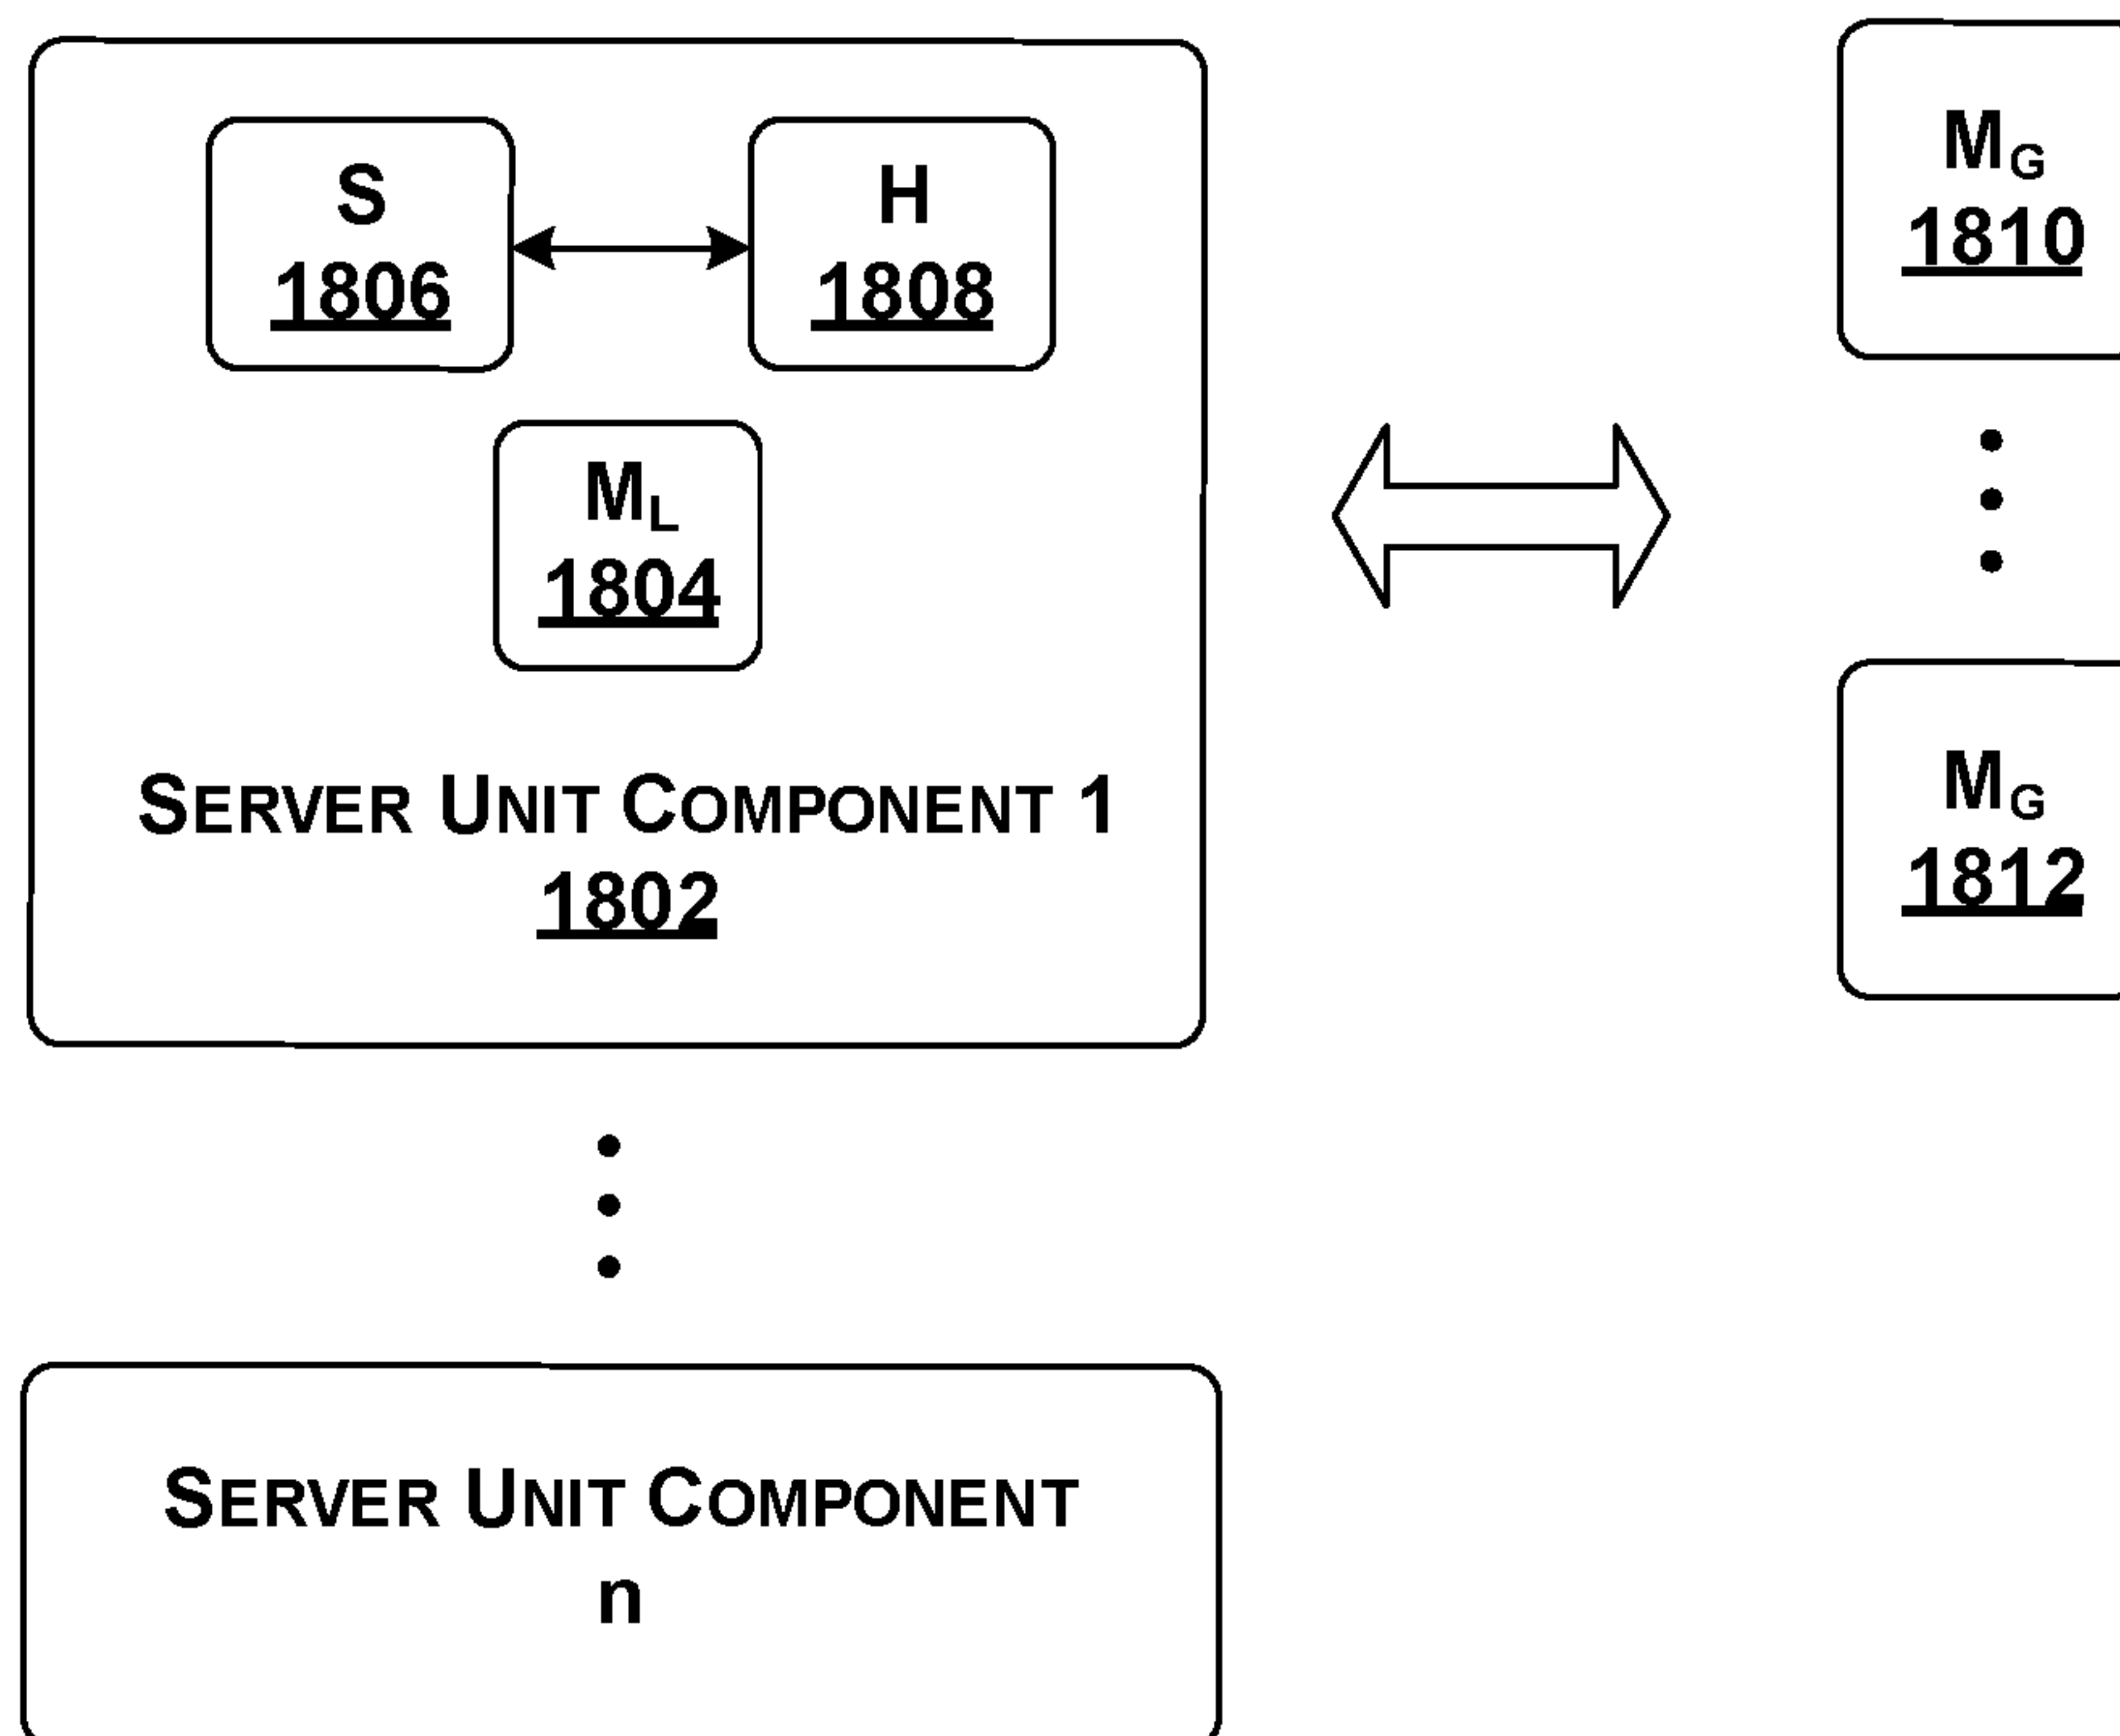 S
1806
H
1808
ML
1804
SERVER UNIT COMPONENT 1
1802
MG
1810
MG
1812
SERVER UNIT COMPONENT
n